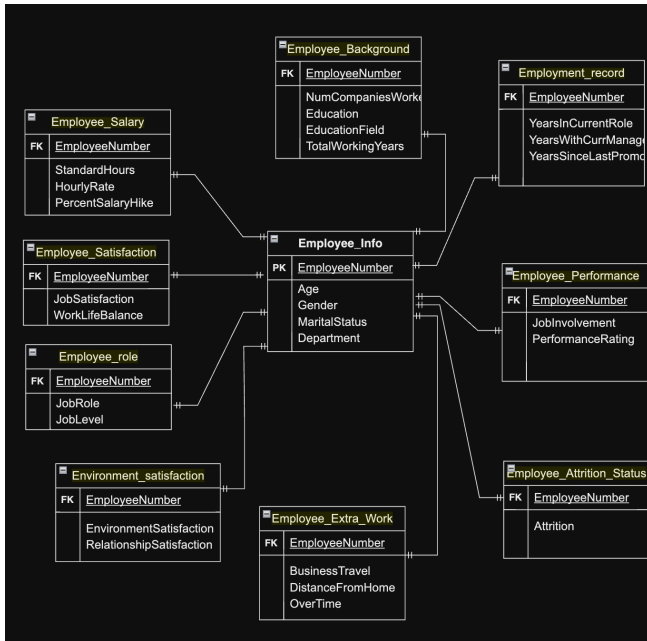 Employee_Background
FK EmployeeNumber
NumCompaniesWorke
Education
EducationField
TotalWorkingYears
Employment_record
FK EmployeeNumber
YearsInCurrentRole
YearsWithCurrManage
YearsSinceLastPromo
Employee_Salary
FK EmployeeNumber
StandardHours
HourlyRate
PercentSalaryHike
Employee_Info
PK EmployeeNumber
Age
Gender
MaritalStatus
Department
Employee_Satisfaction
FK EmployeeNumber
JobSatisfaction
WorkLifeBalance
Employee_Performance
FK EmployeeNumber
JobInvolvement
PerformanceRating
Employee_role
FK EmployeeNumber
JobRole
JobLevel
Environment_satisfaction
FK EmployeeNumber
EnvironmentSatisfaction
RelationshipSatisfaction
Employee_Attrition_Status
FK EmployeeNumber
Attrition
Employee_Extra_Work
FK EmployeeNumber
BusinessTravel
DistanceFromHome
OverTime